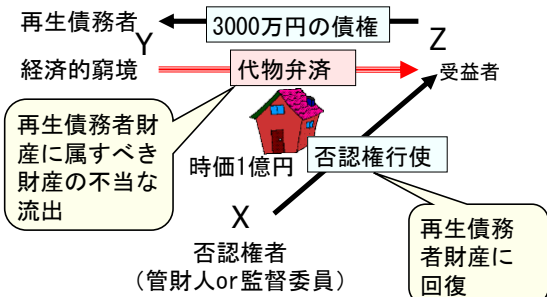 再生債務者
3000万円の債権
Y
Z
経済的窮境
代物弁済
受益者
再生債務者財
産に属すべき
財産の不当な
流出
時価1億円
否認権行使
X
否認権者
（管財人or監督委員）
再生債務
者財産に
回復